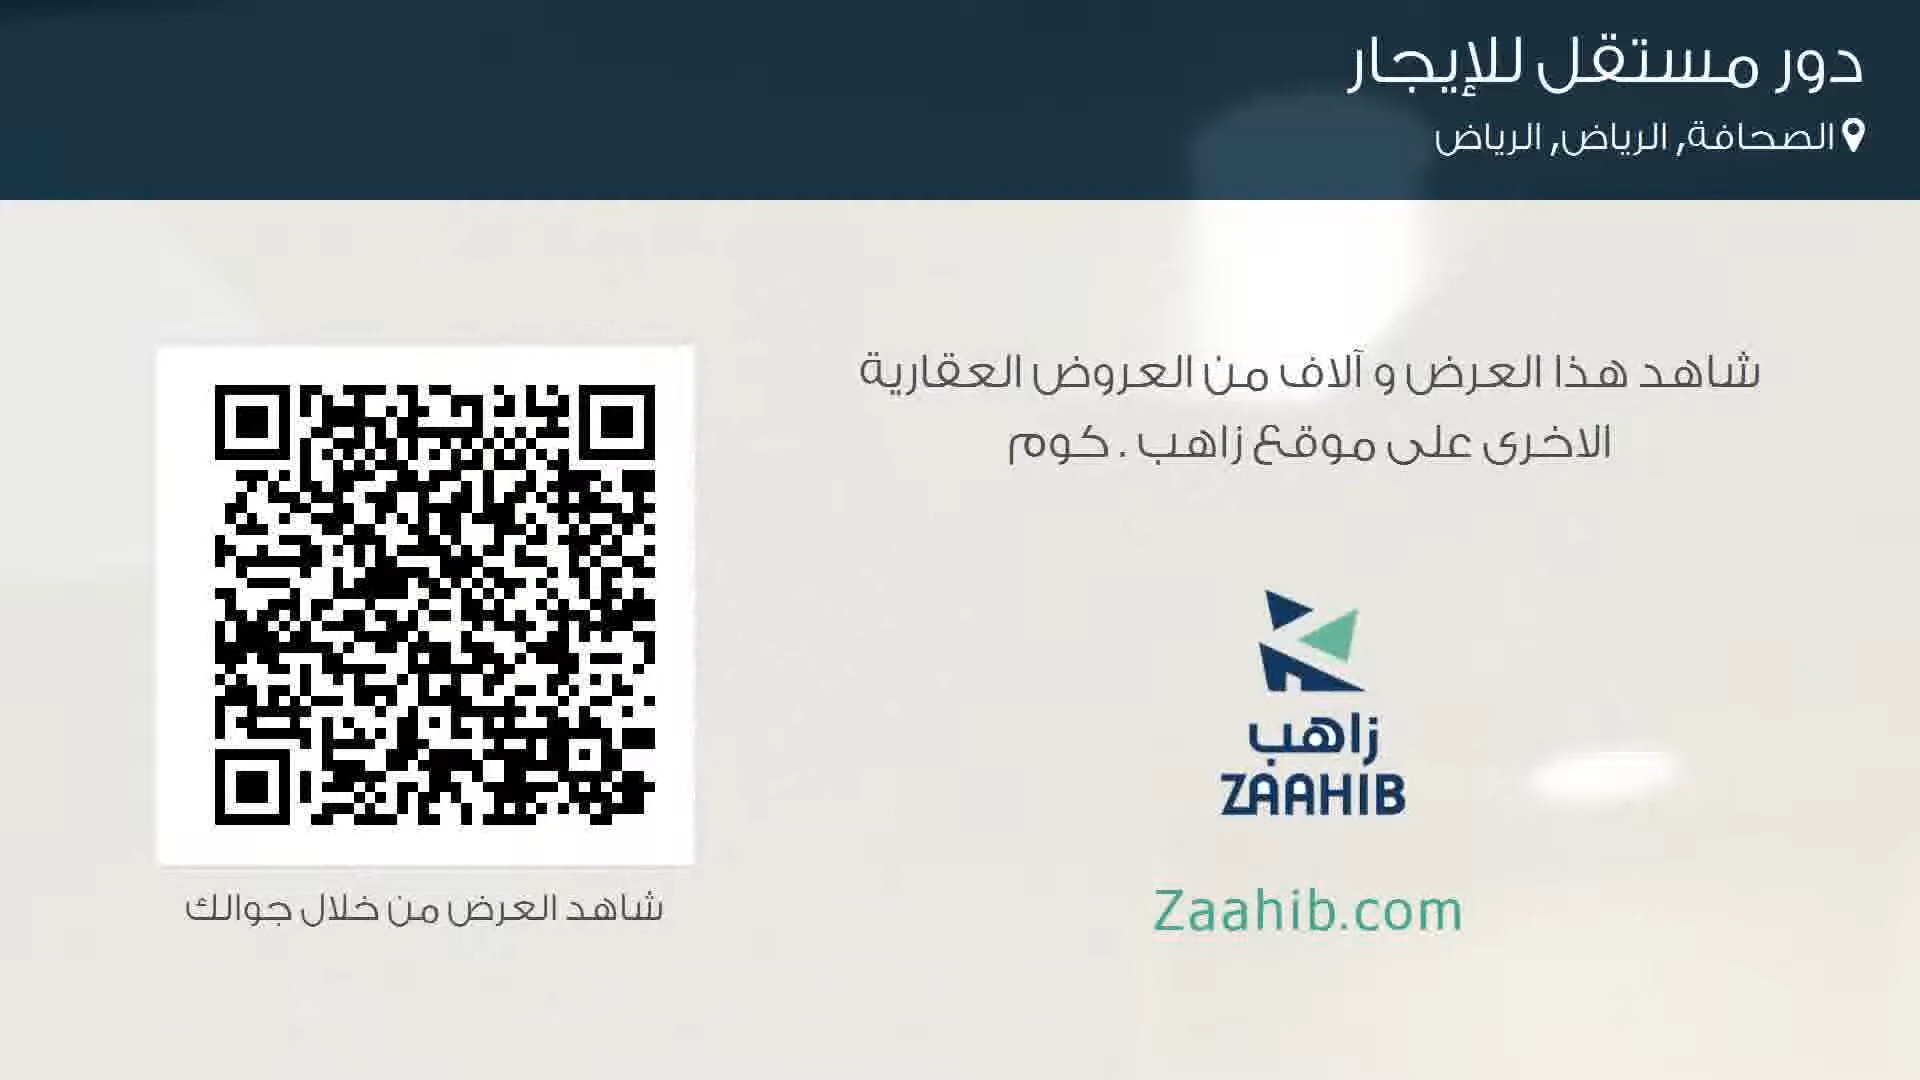 دور مستقل للإيجار
الصحافة, الرياض, الرياض
شاهد هذا العرض و آلاف من العروض العقارية
الاخرى على موقع زاهب . كوم
زاهب
ZAAHIB
Zaahib.com
شاهد العرض من خلال جوالك